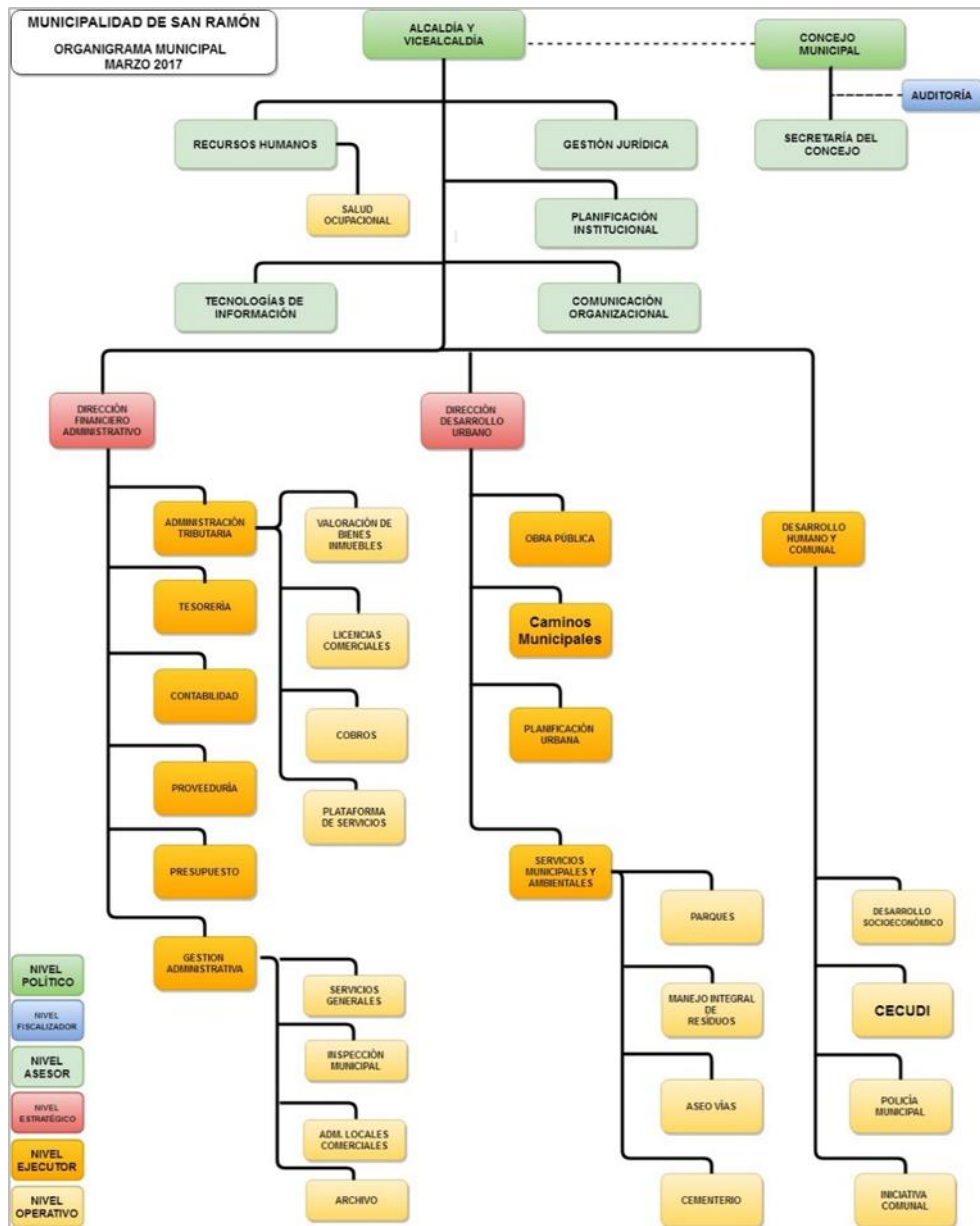 MUNICIPALIDAD DE SAN RAMÓN
ORGANIGRAMA MUNICIPAL
MARZO 2017
ALCALDÍA Y
VICEALCALDÍA
CONCEJO
MUNICIPAL
AUDITORÍA
RECURSOS HUMANOS
GESTIÓN JURÍDICA
SECRETARÍA DEL
CONCEJO
SALUD
OCUPACIONAL
PLANIFICACIÓN
INSTITUCIONAL
TECNOLOGÍAS DE
INFORMACIÓN
COMUNICACIÓN
ORGANIZACIONAL
DIRECCIÓN
FINANCIERO
ADMINISTRATIVO
DIRECCIÓN
DESARROLLO
URBANO
ADMINISTRACIÓN
TRIBUTARIA
VALORACIÓN DE
BIENES
INMUEBLES
OBRA PÚBLICA
DESARROLLO
HUMANO Y
COMUNAL
TESORERÍA
LICENCIAS
COMERCIALES
Caminos
Municipales
CONTABILIDAD
COBROS
PLANIFICACIÓN
URBANA
PROVEEDURÍA
PLATAFORMA
DE SERVICIOS
PRESUPUESTO
SERVICIOS
MUNICIPALES Y
AMBIENTALES
PARQUES
DESARROLLO
SOCIOECONÓMICO
GESTION
ADMINISTRATIVA
SERVICIOS
GENERALES
MANEJO INTEGRAL
DE
RESÍDUOS
CECUDI
INSPECCIÓN
MUNICIPAL
ASEO VÍAS
POLICÍA
MUNICIPAL
ADM. LOCALES
COMERCIALES
ARCHIVO
CEMENTERIO
INICIATIVA
COMUNAL
NIVEL
POLÍTICO
NIVEL
FISCALIZADOR
NIVEL
ASESOR
NIVEL
ESTRATÉGICO
NIVEL
EJECUTOR
NIVEL
OPERATIVO